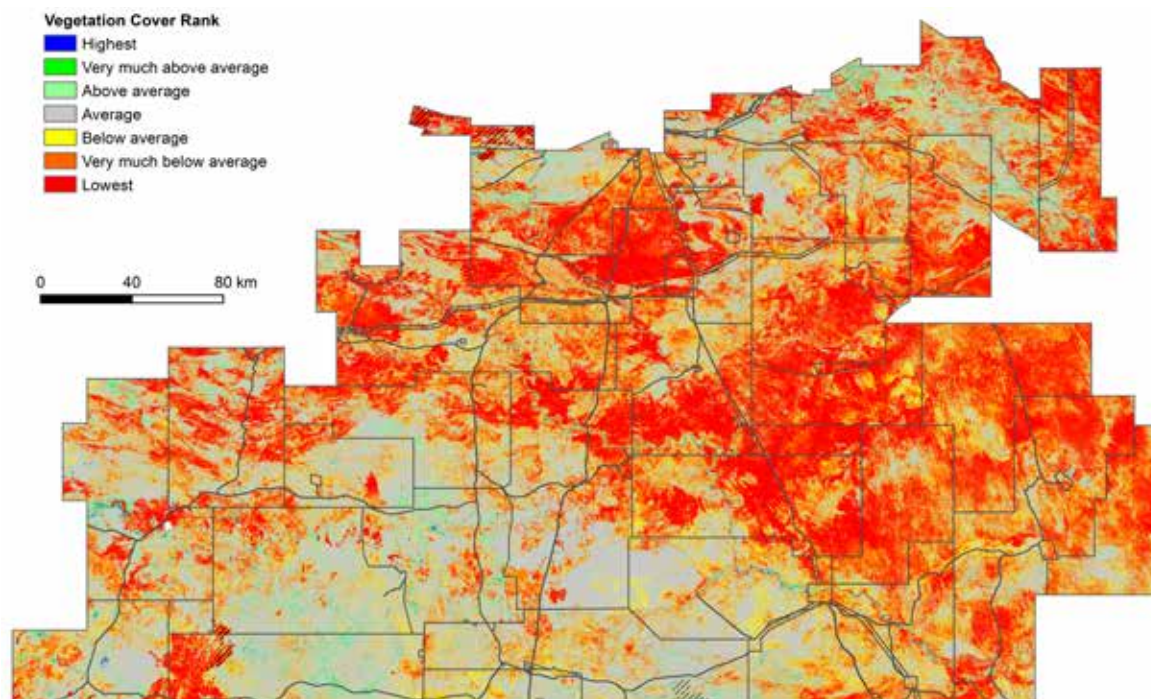 Vegetation Cover Rank
Highest
Very much above average
Above average
Average
Below average
Very much below average
Lowest
0 40 80 km